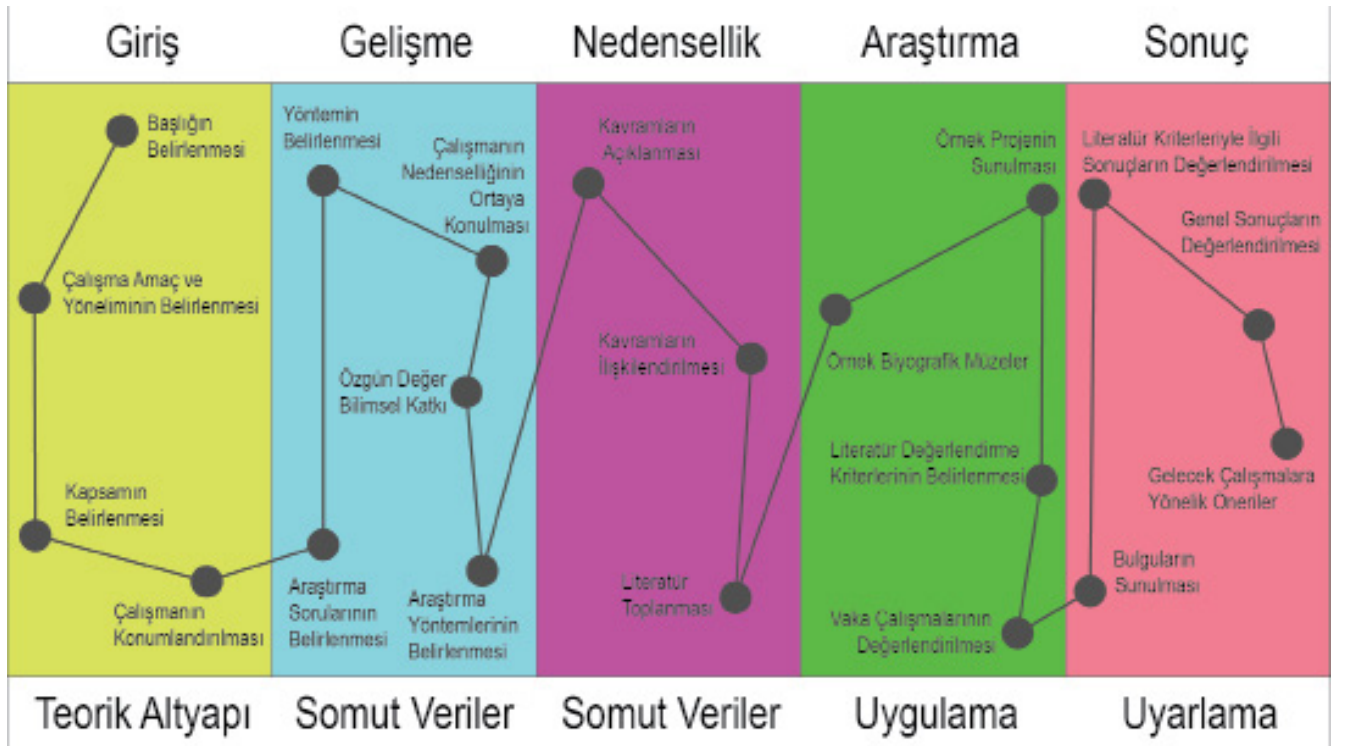 Giriş
Gelişme
Nedensellik
Araştırma
Sonuç
Başlığın
Belirlenmesi
Çalışma Amaç ve
Yöneliminin Belirlenmesi
Kapsamın
Belirlenmesi
Çalışmanın
Konumlandırılması
Yöntemin
Belirlenmesi
Çalışmanın
Nedenselliğinin
Ortaya
Konulması
Özgün Değer
Bilimsel Katkı
Araştırma
Sorularının
Belirlenmesi
Araştırma
Yöntemlerinin
Belirlenmesi
Kavramların
Açıklanması
Kavramların
İlişkilendirilmesi
Literatür
Toplanması
Örnek Projenin
Sunulması
Örnek Biyografik Müzeler
Literatür Değerlendirme
Kriterlerinin Belirlenmesi
Vaka Çalışmalarının
Değerlendirilmesi
Literatür Kriterleriyle İlgili
Sonuçların Değerlendirilmesi
Genel Sonuçların
Değerlendirilmesi
Gelecek Çalışmalara
Yönelik Öneriler
Bulguların
Sunulması
Teorik Altyapı
Somut Veriler
Somut Veriler
Uygulama
Uyarlama